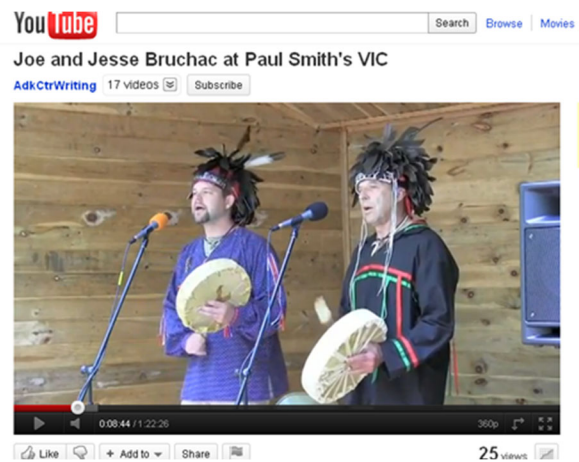 YouTube Search Browse Movies
Joe and Jesse Bruchac at Paul Smith's VIC
AdkCtrWriting 17 videos Subscribe
0:08:44 / 1:22:26 360p
Like + Add to Share 25 views